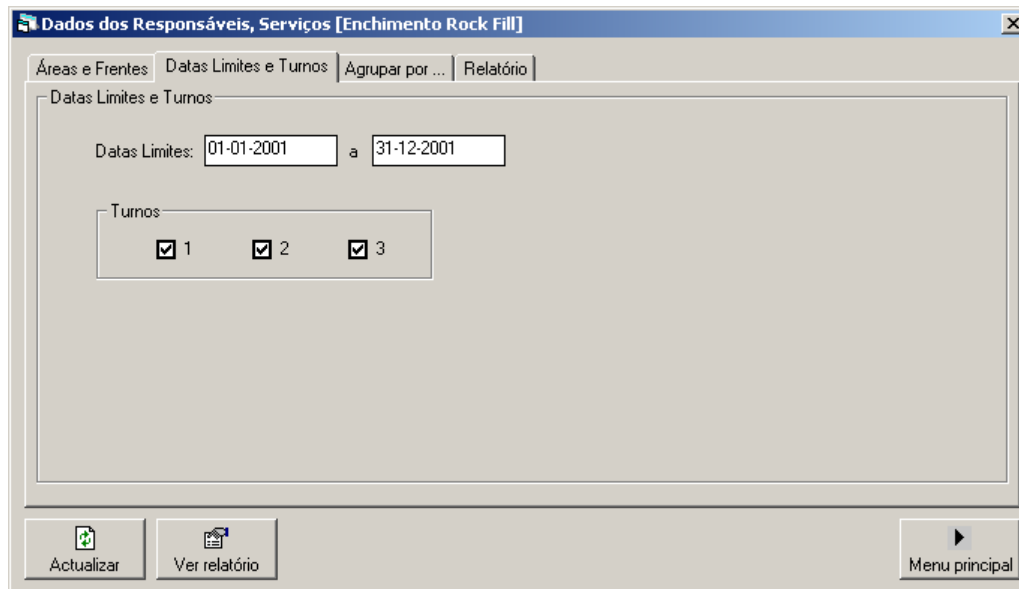 Dados dos Responsáveis, Serviços [Enchimento Rock Fill]
Áreas e Frentes Datas Limites e Turnos Agrupar por ... Relatório
Datas Limites e Turnos
Datas Limites: 01-01-2001 a 31-12-2001
Turnos
1 2 3
Actualizar Ver relatório Menu principal